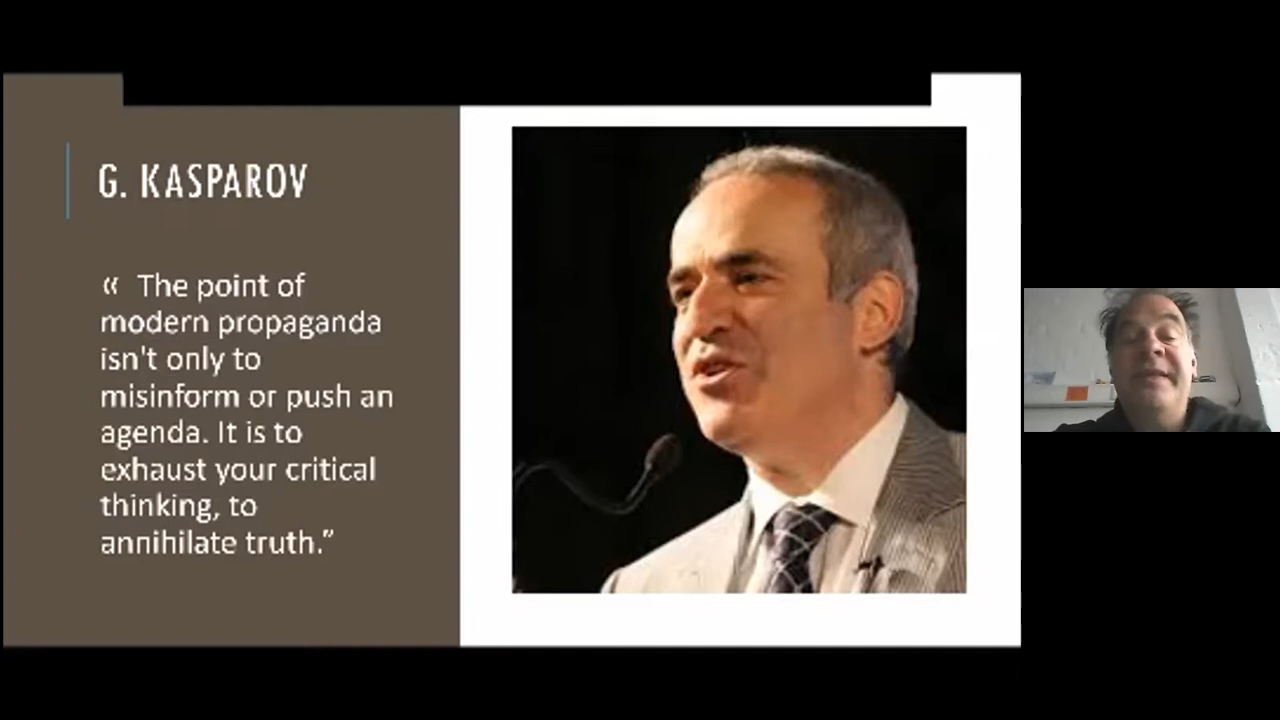 G. KASPAROV
« The point of
modern propaganda
isn't only to
misinform or push an
agenda. It is to
exhaust your critical
thinking, to
annihilate truth.”